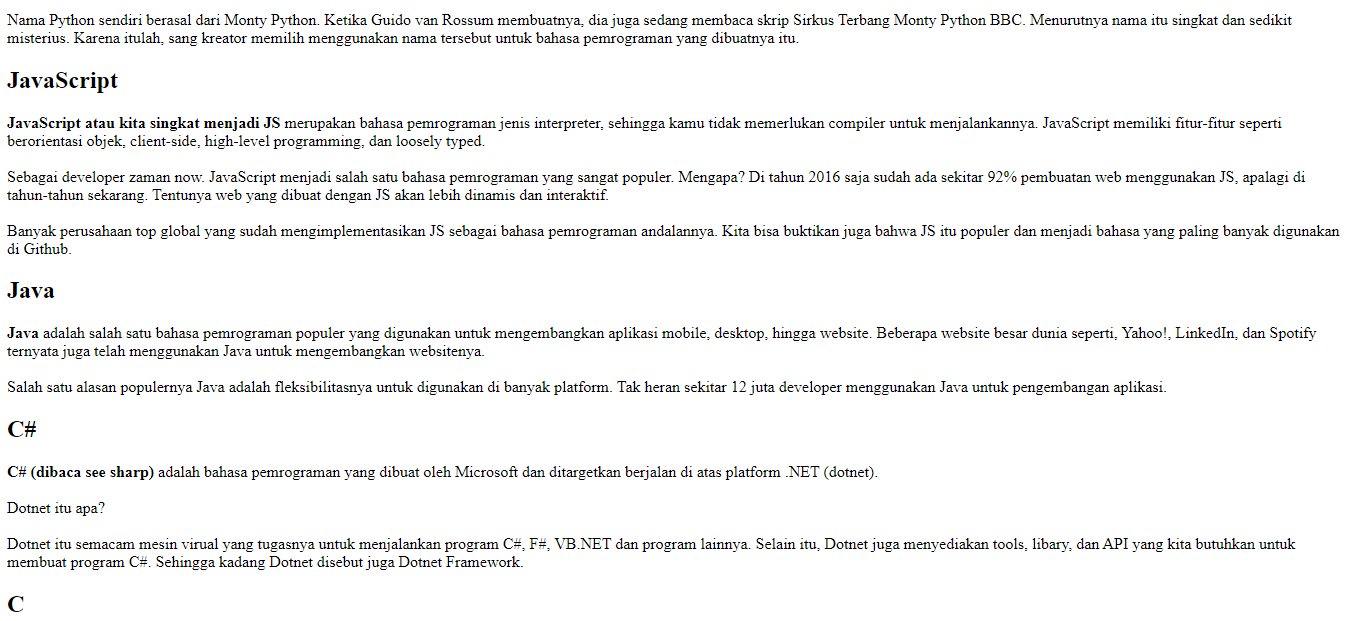 Nama Python sendiri berasal dari Monty Python. Ketika Guido van Rossum membuatnya, dia juga sedang membaca skrip Sirkus Terbang Monty Python BBC. Menurutnya nama itu singkat dan sedikit
misterius. Karena itulah, sang kreator memilih menggunakan nama tersebut untuk bahasa pemrograman yang dibuatnya itu.
JavaScript
JavaScript atau kita singkat menjadi JS merupakan bahasa pemrograman jenis interpreter, sehingga kamu tidak memerlukan compiler untuk menjalankannya. JavaScript memiliki fitur-fitur seperti
berorientasi objek, client-side, high-level programming, dan loosely typed.
Sebagai developer zaman now. JavaScript menjadi salah satu bahasa pemrograman yang sangat populer. Mengapa? Di tahun 2016 saja sudah ada sekitar 92% pembuatan web menggunakan JS, apalagi di
tahun-tahun sekarang. Tentunya web yang dibuat dengan JS akan lebih dinamis dan interaktif.
Banyak perusahaan top global yang sudah mengimplementasikan JS sebagai bahasa pemrograman andalannya. Kita bisa buktikan juga bahwa JS itu populer dan menjadi bahasa yang paling banyak digunakan
di Github.
Java
Java adalah salah satu bahasa pemrograman populer yang digunakan untuk mengembangkan aplikasi mobile, desktop, hingga website. Beberapa website besar dunia seperti, Yahoo!, LinkedIn, dan Spotify
ternyata juga telah menggunakan Java untuk mengembangkan websitenya.
Salah satu alasan populernya Java adalah fleksibilitasnya untuk digunakan di banyak platform. Tak heran sekitar 12 juta developer menggunakan Java untuk pengembangan aplikasi.
C#
C# (dibaca see sharp) adalah bahasa pemrograman yang dibuat oleh Microsoft dan ditargetkan berjalan di atas platform .NET (dotnet).
Dotnet itu apa?
Dotnet itu semacam mesin virual yang tugasnya untuk menjalankan program C#, F#, VB.NET dan program lainnya. Selain itu, Dotnet juga menyediakan tools, libary, dan API yang kita butuhkan untuk
membuat program C#. Sehingga kadang Dotnet disebut juga Dotnet Framework.
C